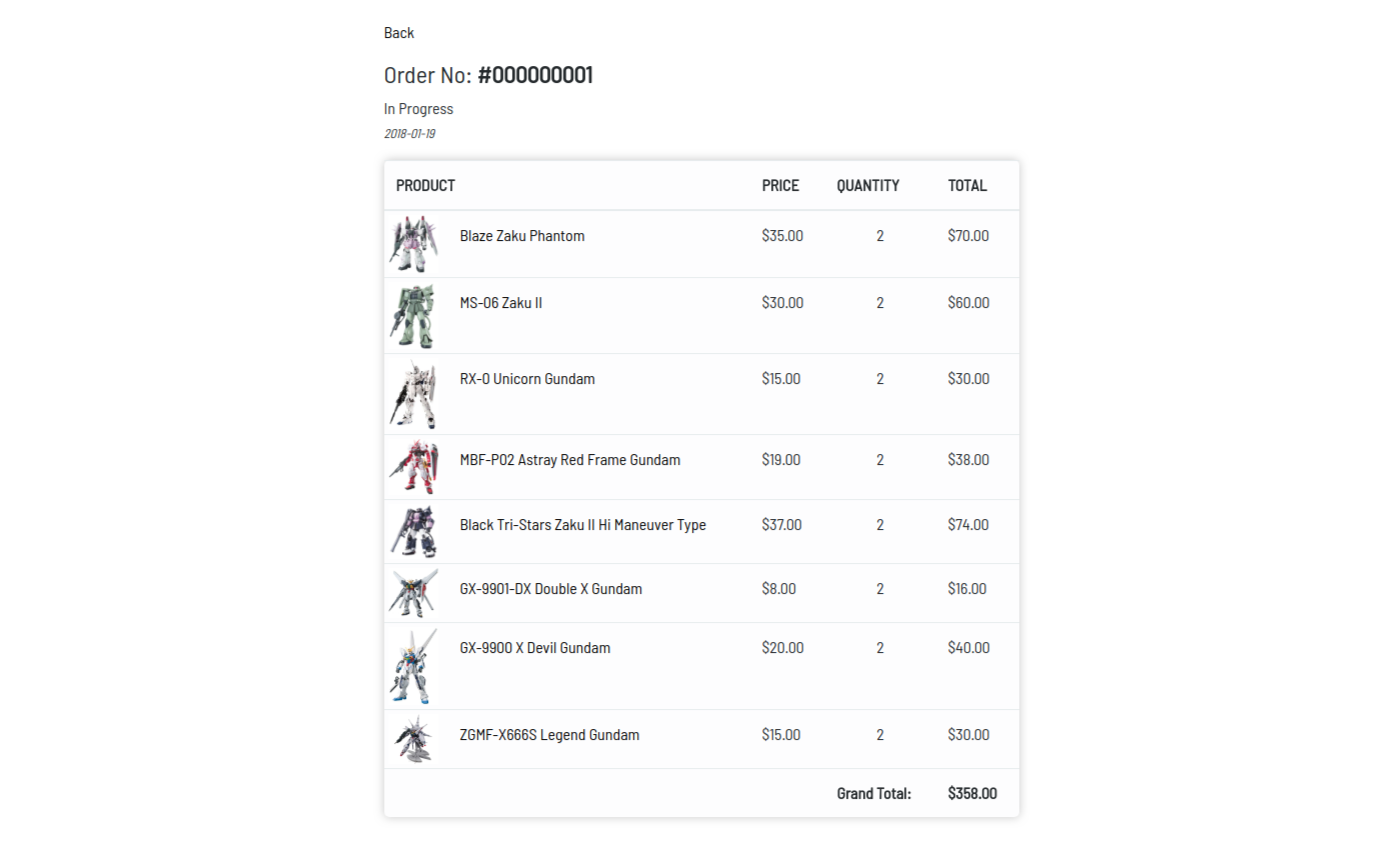 Back
Order No: #000000001
In Progress
2018-01-19
PRODUCT PRICE QUANTITY TOTAL
Blaze Zaku Phantom $35.00 2 $70.00
MS-06 Zaku II $30.00 2 $60.00
RX-0 Unicorn Gundam $15.00 2 $30.00
MBF-P02 Astray Red Frame Gundam $19.00 2 $38.00
Black Tri-Stars Zaku II Hi Maneuver Type $37.00 2 $74.00
GX-9901-DX Double X Gundam $8.00 2 $16.00
GX-9900 X Devil Gundam $20.00 2 $40.00
ZGMF-X666S Legend Gundam $15.00 2 $30.00
Grand Total: $358.00